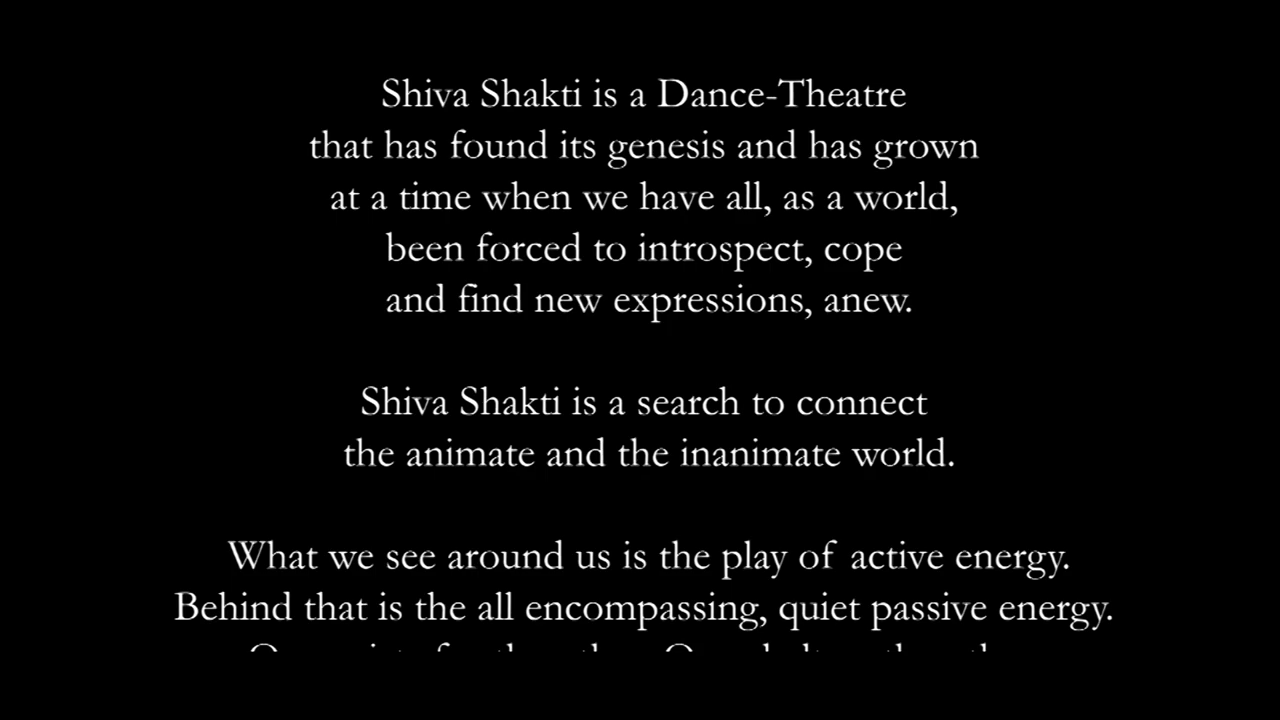 Shiva Shakti is a Dance-Theatre
that has found its genesis and has grown
at a time when we have all, as a world,
been forced to introspect, cope
and find new expressions, anew.
Shiva Shakti is a search to connect
the animate and the inanimate world.
What we see around us is the play of active energy.
Behind that is the all encompassing, quiet passive energy.